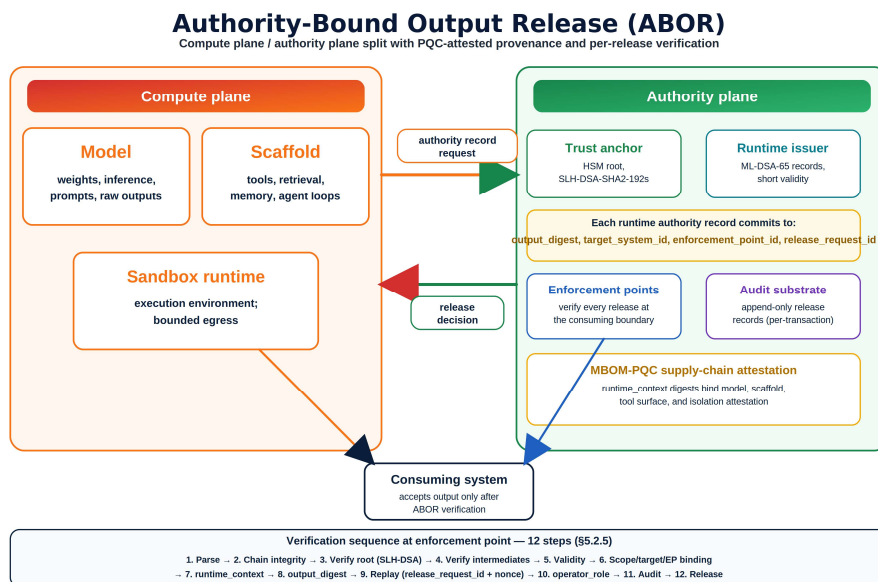 Authority-Bound Output Release (ABOR)
Compute plane / authority plane split with PQC-attested provenance and per-release verification
Compute plane
Model
weights, inference,
prompts, raw outputs
Scaffold
tools, retrieval,
memory, agent loops
Sandbox runtime
execution environment;
bounded egress
authority record
request
release
decision
Authority plane
Trust anchor
HSM root,
SLH-DSA-SHA2-192s
Runtime issuer
ML-DSA-65 records,
short validity
Each runtime authority record commits to:
output_digest, target_system_id, enforcement_point_id, release_request_id
Enforcement points
verify every release at
the consuming boundary
Audit substrate
append-only release
records (per-transaction)
MBOM-PQC supply-chain attestation
runtime_context digests bind model, scaffold,
tool surface, and isolation attestation
Consuming system
accepts output only after
ABOR verification
Verification sequence at enforcement point — 12 steps (§5.2.5)
1. Parse → 2. Chain integrity → 3. Verify root (SLH-DSA) → 4. Verify intermediates → 5. Validity → 6. Scope/target/EP binding
→ 7. runtime_context → 8. output_digest → 9. Replay (release_request_id + nonce) → 10. operator_role → 11. Audit → 12. Release